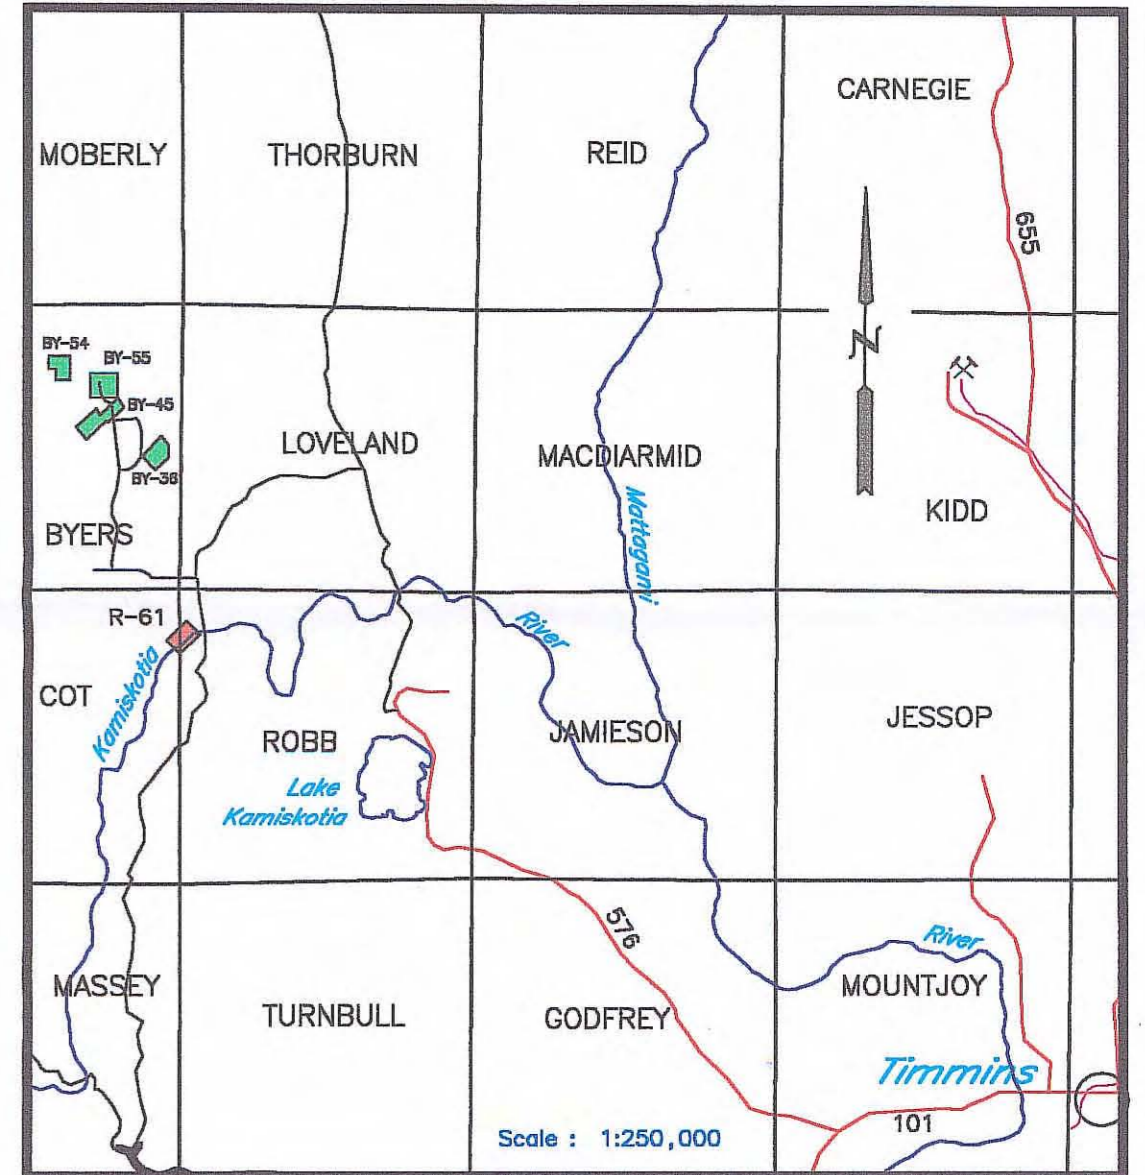 CARNEGIE
MOBERLY
THORBURN
REID
655
BY-54
BY-55
BY-45
BY-36
N
LOVELAND
MACDIARMID
KIDD
Mattagami
BYERS
R-61
River
COT
Kamiskotia
ROBB
JAMIESON
JESSOP
Lake
Kamiskotia
576
River
MASSEY
TURNBULL
GODFREY
MOUNTJOY
Timmins
101
Scale : 1:250,000